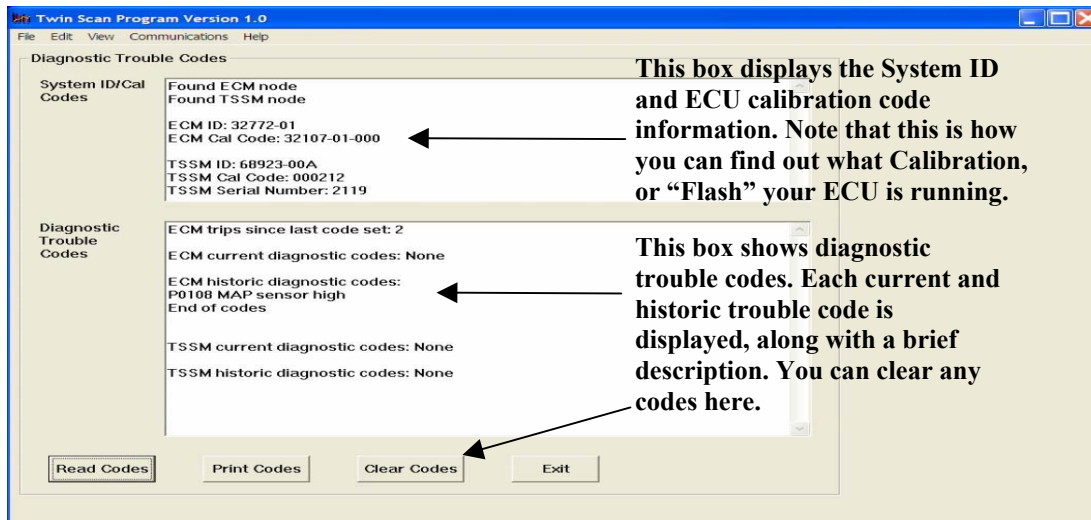 Twin Scan Program Version 1.0
File Edit View Communications Help
Diagnostic Trouble Codes
System ID/Cal
Codes
Found ECM node
Found TSSM node
ECM ID: 32772-01
ECM Cal Code: 32107-01-000
TSSM ID: 68923-00A
TSSM Cal Code: 000212
TSSM Serial Number: 2119
This box displays the System ID
and ECU calibration code
information. Note that this is how
you can find out what Calibration,
or “Flash” your ECU is running.
Diagnostic
Trouble
Codes
ECM trips since last code set: 2
ECM current diagnostic codes: None
ECM historic diagnostic codes:
P0108 MAP sensor high
End of codes
TSSM current diagnostic codes: None
TSSM historic diagnostic codes: None
This box shows diagnostic
trouble codes. Each current and
historic trouble code is
displayed, along with a brief
description. You can clear any
codes here.
Read Codes Print Codes Clear Codes Exit